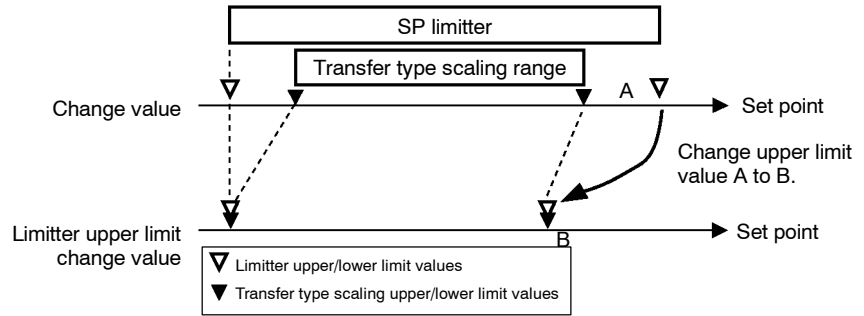 SP limitter
Transfer type scaling range
A
Change value
Set point
Change upper limit
value A to B.
Limitter upper limit
change value
Set point
B
Limitter upper/lower limit values
Transfer type scaling upper/lower limit values